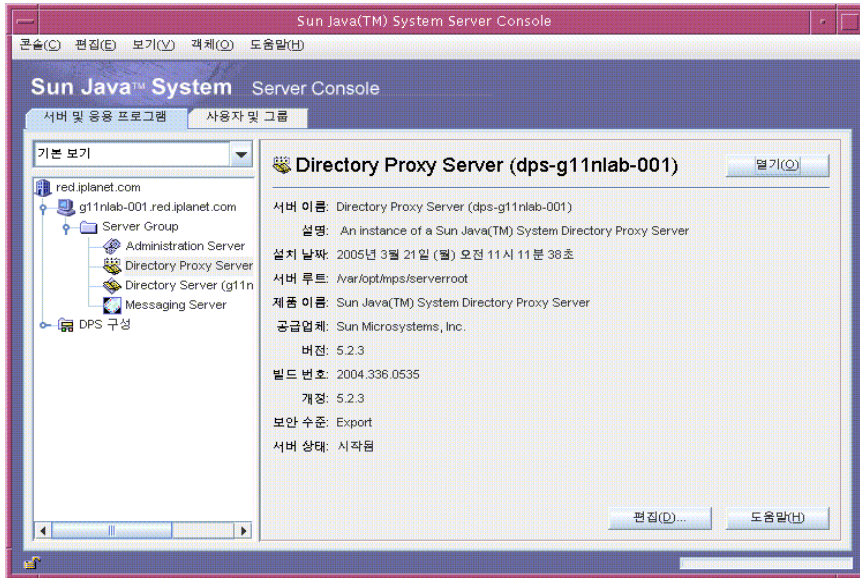 Sun Java(TM) System Server Console
콘솔(C) 편집(E) 보기(V) 객체(O) 도움말(H)
Sun Java™ System Server Console
서버 및 응용 프로그램 사용자 및 그룹
기본 보기
red.iplanet.com
g11nlab-001.red.iplanet.com
Server Group
Administration Server
Directory Proxy Server
Directory Server (g11n
Messaging Server
DPS 구성
Directory Proxy Server (dps-g11nlab-001)
열기(O)
서버 이름: Directory Proxy Server (dps-g11nlab-001)
설명: An instance of a Sun Java(TM) System Directory Proxy Server
설치 날짜: 2005년 3월 21일 (월) 오전 11시 11분 38초
서버 루트: /var/opt/mps/serverroot
제품 이름: Sun Java(TM) System Directory Proxy Server
공급업체: Sun Microsystems, Inc.
버전: 5.2.3
빌드 번호: 2004.336.0535
개정: 5.2.3
보안 수준: Export
서버 상태: 시작됨
편집(D)... 도움말(H)